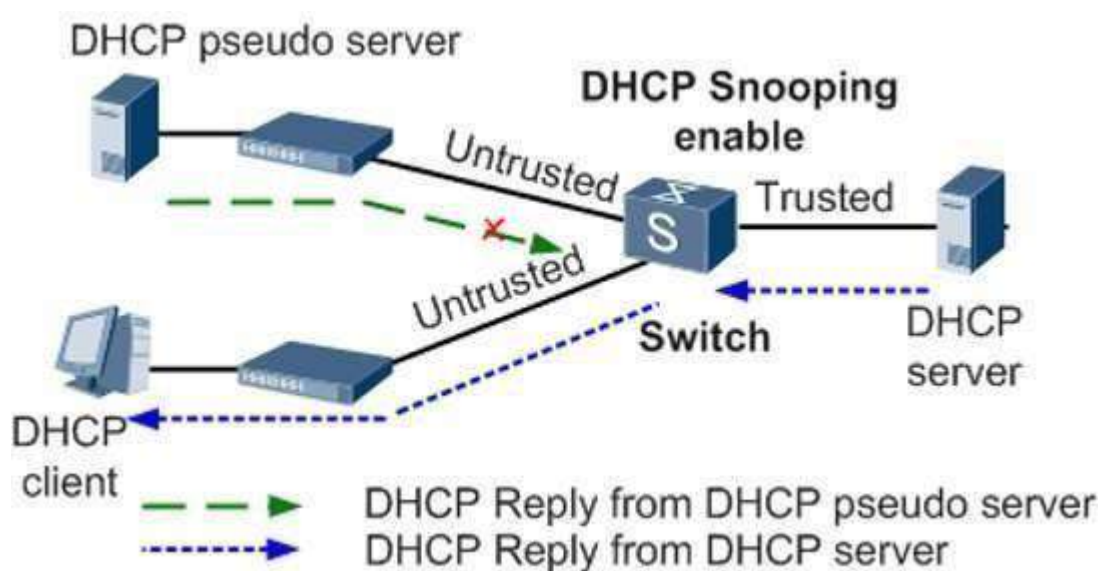 DHCP pseudo server
DHCP Snooping
enable
Untrusted
Trusted
S
Untrusted
Switch
DHCP
server
DHCP
client
DHCP Reply from DHCP pseudo server
DHCP Reply from DHCP server